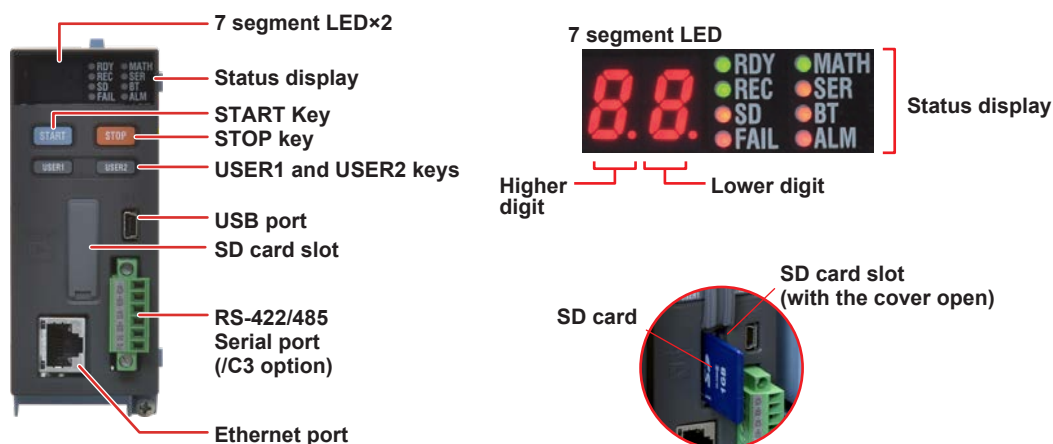 7 segment LED×2
RDY MATH
REC SER
SD BT
FAIL ALM
Status display
START Key
START STOP
STOP key
USER1 USER2
USER1 and USER2 keys
USB port
SD card slot
RS-422/485
Serial port
(/C3 option)
Ethernet port
7 segment LED
8.8.
RDY MATH
REC SER
SD BT
FAIL ALM
Status display
Higher
digit
Lower digit
SD card slot
(with the cover open)
SD card
1GB